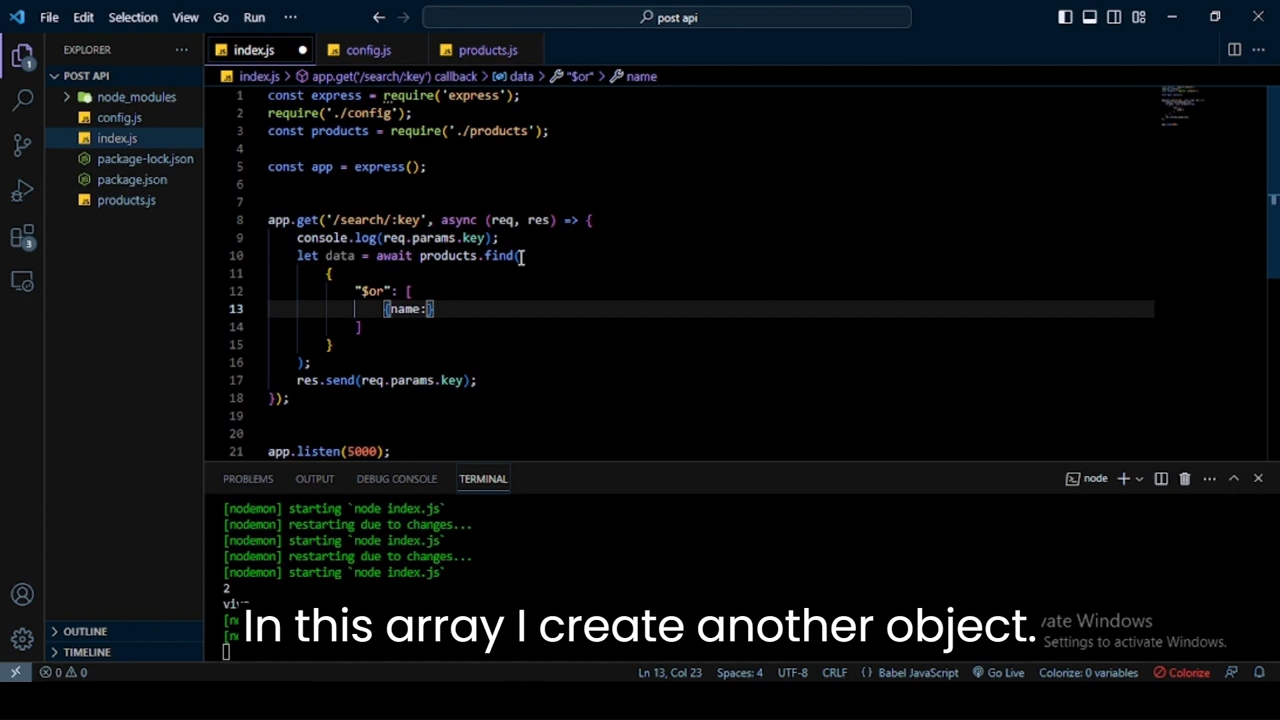 File Edit Selection View Go Run ··· post api
EXPLORER ···
index.js config.js products.js
POST API
index.js > app.get('/search/:key') callback > data > "$or" > name
node_modules
config.js
index.js
package-lock.json
package.json
products.js
1 const express = require('express');
2 require('./config');
3 const products = require('./products');
4
5 const app = express();
6
7
8 app.get('/search/:key', async (req, res) => {
9 console.log(req.params.key);
10 let data = await products.find(
11 {
12 "$or": [
13 {name:}
14 ]
15 }
16 );
17 res.send(req.params.key);
18 });
19
20
21 app.listen(5000);
PROBLEMS OUTPUT DEBUG CONSOLE TERMINAL node
[nodemon] starting `node index.js`
[nodemon] restarting due to changes...
[nodemon] starting `node index.js`
[nodemon] restarting due to changes...
[nodemon] starting `node index.js`
2
In this array I create another object.
vate Windows
Settings to activate Windows.
OUTLINE
TIMELINE
1
3
0 0 Ln 13, Col 23 Spaces: 4 UTF-8 CRLF { } Babel JavaScript Go Live Colorize: 0 variables Colorize